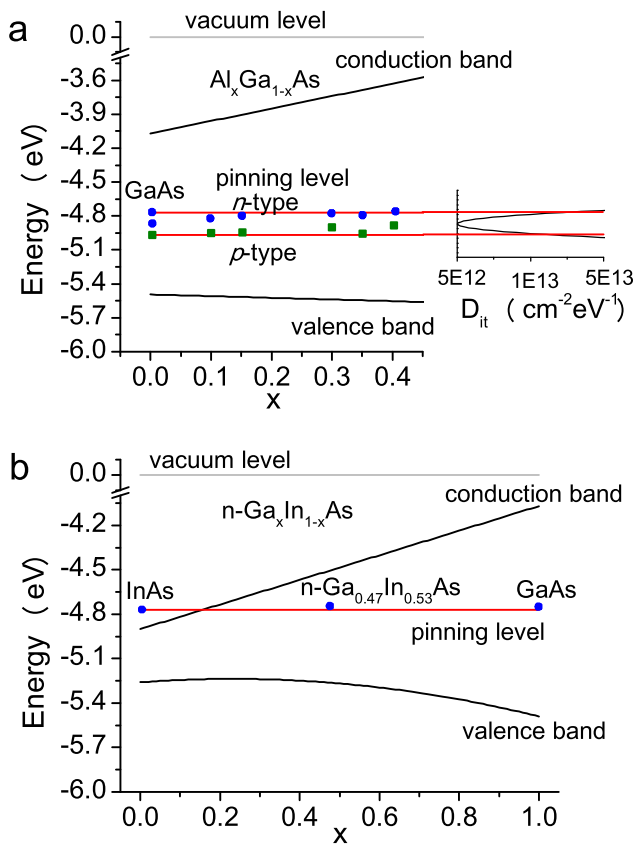 a
vacuum level
0.0
conduction band
-3.6
AlxGa1-xAs
-3.9
-4.2
-4.5
pinning level
GaAs
n-type
-4.8
-5.1
p-type
-5.4
-5.7
valence band
-6.0
Energy (eV)
0.0 0.1 0.2 0.3 0.4
x
5E12 1E13 5E13
Dit (cm-2eV-1)
b
0.0
vacuum level
conduction band
n-GaxIn1-xAs
-4.2
-4.5
InAs n-Ga0.47In0.53As GaAs
-4.8
pinning level
-5.1
-5.4
valence band
-5.7
-6.0
Energy (eV)
0.0 0.2 0.4 0.6 0.8 1.0
x